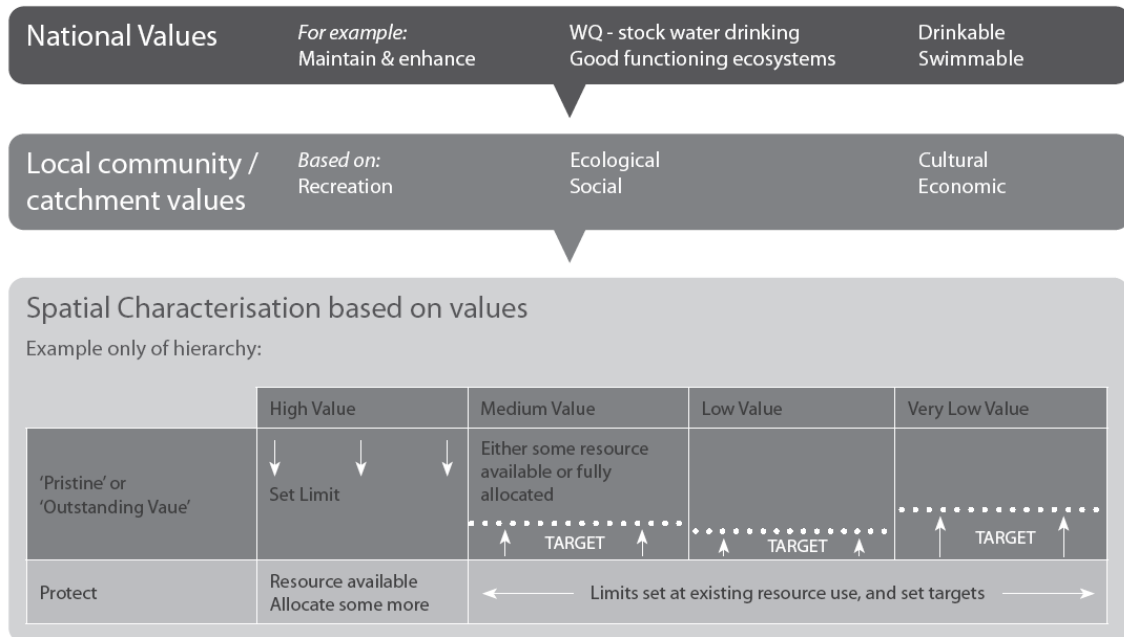 National Values
For example:
Maintain & enhance
WQ - stock water drinking
Good functioning ecosystems
Drinkable
Swimmable
Local community /
catchment values
Based on:
Recreation
Ecological
Social
Cultural
Economic
Spatial Characterisation based on values
Example only of hierarchy:
High Value
Medium Value
Low Value
Very Low Value
'Pristine' or
'Outstanding Vaue'
Set Limit
Either some resource
available or fully
allocated
TARGET
TARGET
TARGET
Protect
Resource available
Allocate some more
Limits set at existing resource use, and set targets